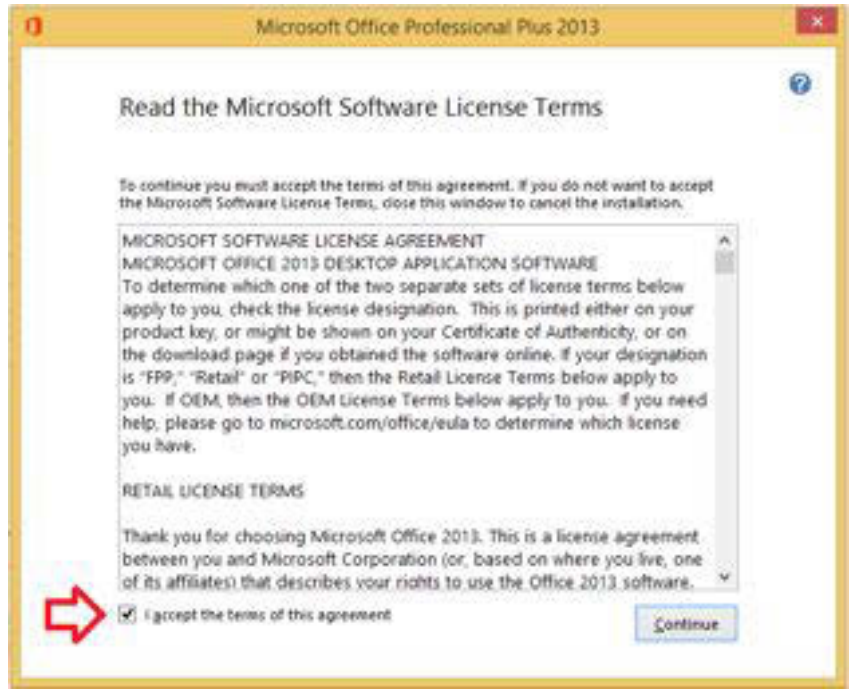 Microsoft Office Professional Plus 2013
Read the Microsoft Software License Terms
To continue you must accept the terms of this agreement. If you do not want to accept
the Microsoft Software License Terms, close this window to cancel the installation.
MICROSOFT SOFTWARE LICENSE AGREEMENT
MICROSOFT OFFICE 2013 DESKTOP APPLICATION SOFTWARE
To determine which one of the two separate sets of license terms below
apply to you, check the license designation. This is printed either on your
product key, or might be shown on your Certificate of Authenticity, or on
the download page if you obtained the software online. If your designation
is "FPP," "Retail" or "PIPC," then the Retail License Terms below apply to
you. If OEM, then the OEM License Terms below apply to you. If you need
help, please go to microsoft.com/office/eula to determine which license
you have.
RETAIL LICENSE TERMS
Thank you for choosing Microsoft Office 2013. This is a license agreement
between you and Microsoft Corporation (or, based on where you live, one
of its affiliates) that describes your rights to use the Office 2013 software.
I accept the terms of this agreement
Continue